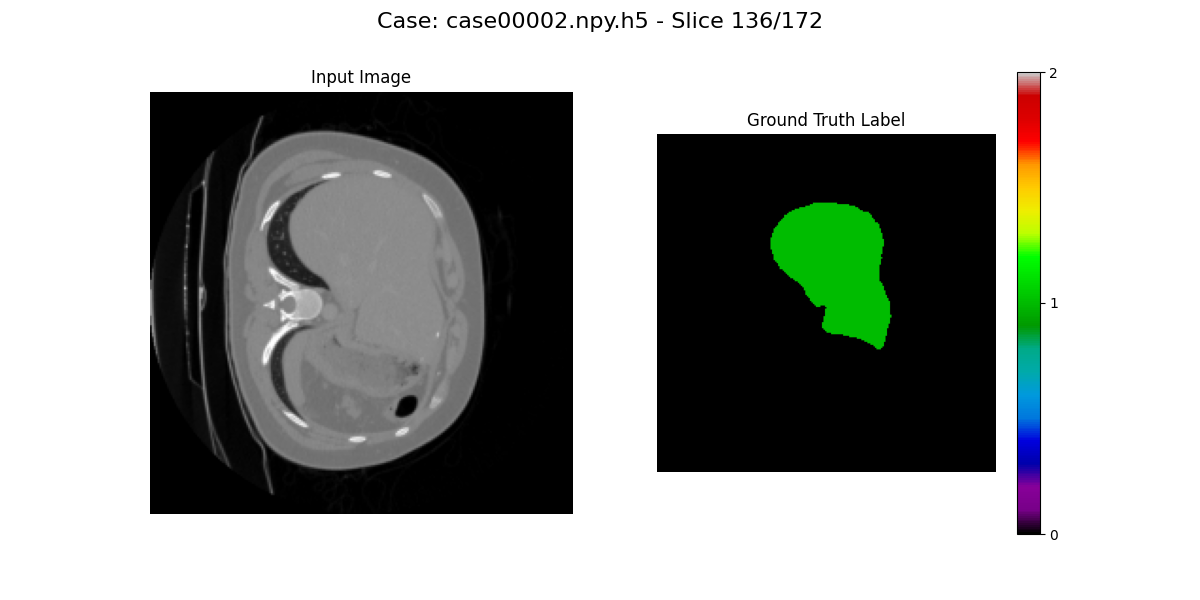 Case: case00002.npy.h5 - Slice 136/172
Input Image
Ground Truth Label
2
1
0